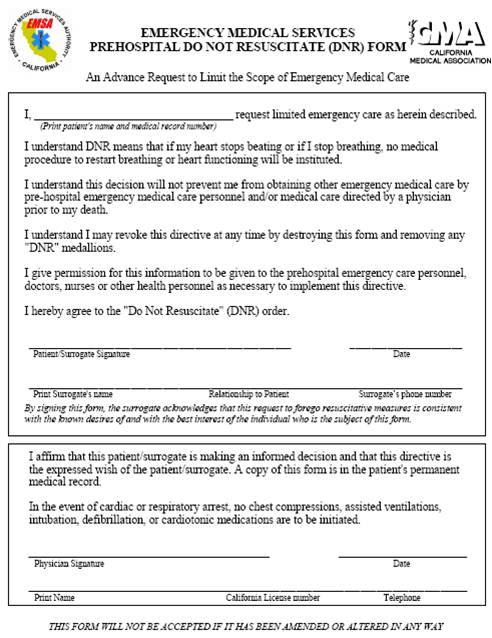 EMERGENCY MEDICAL SERVICES AUTHORITY
EMSA
CALIFORNIA
EMERGENCY MEDICAL SERVICES
PREHOSPITAL DO NOT RESUSCITATE (DNR) FORM
CMA
CALIFORNIA
MEDICAL ASSOCIATION
An Advance Request to Limit the Scope of Emergency Medical Care
I, ______________________________ request limited emergency care as herein described.
(Print patient's name and medical record number)
I understand DNR means that if my heart stops beating or if I stop breathing, no medical
procedure to restart breathing or heart functioning will be instituted.
I understand this decision will not prevent me from obtaining other emergency medical care by
pre-hospital emergency medical care personnel and/or medical care directed by a physician
prior to my death.
I understand I may revoke this directive at any time by destroying this form and removing any
"DNR" medallions.
I give permission for this information to be given to the prehospital emergency care personnel,
doctors, nurses or other health personnel as necessary to implement this directive.
I hereby agree to the "Do Not Resuscitate" (DNR) order.
Patient/Surrogate Signature Date
Print Surrogate's name Relationship to Patient Surrogate's phone number
By signing this form, the surrogate acknowledges that this request to forego resuscitative measures is consistent
with the known desires of and with the best interest of the individual who is the subject of this form.
I affirm that this patient/surrogate is making an informed decision and that this directive is
the expressed wish of the patient/surrogate. A copy of this form is in the patient's permanent
medical record.
In the event of cardiac or respiratory arrest, no chest compressions, assisted ventilations,
intubation, defibrillation, or cardiotonic medications are to be initiated.
Physician Signature Date
Print Name California License number Telephone
THIS FORM WILL NOT BE ACCEPTED IF IT HAS BEEN AMENDED OR ALTERED IN ANY WAY